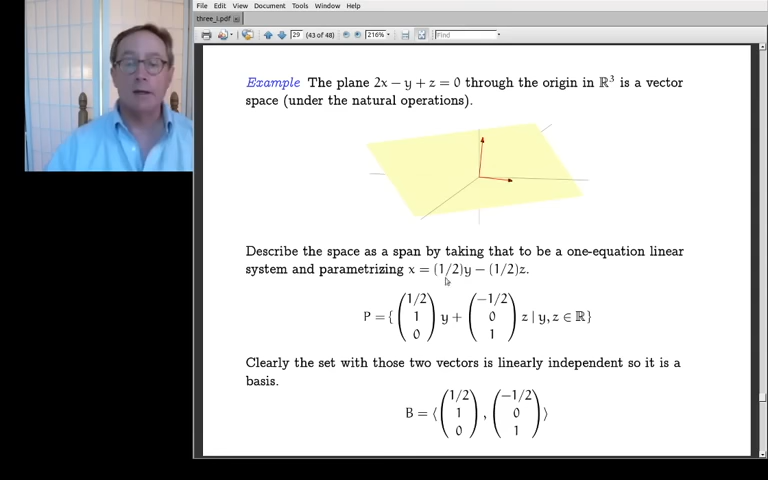 File Edit View Document Tools Window Help
three_i.pdf
29 (43 of 48) 216% Find
Example The plane 2x − y + z = 0 through the origin in ℝ³ is a vector
space (under the natural operations).
Describe the space as a span by taking that to be a one-equation linear
system and parametrizing x = (1/2)y − (1/2)z.
P = { (1/2 1 0) y + (−1/2 0 1) z | y, z ∈ ℝ}
Clearly the set with those two vectors is linearly independent so it is a
basis.
B = ⟨ (1/2 1 0) , (−1/2 0 1) ⟩